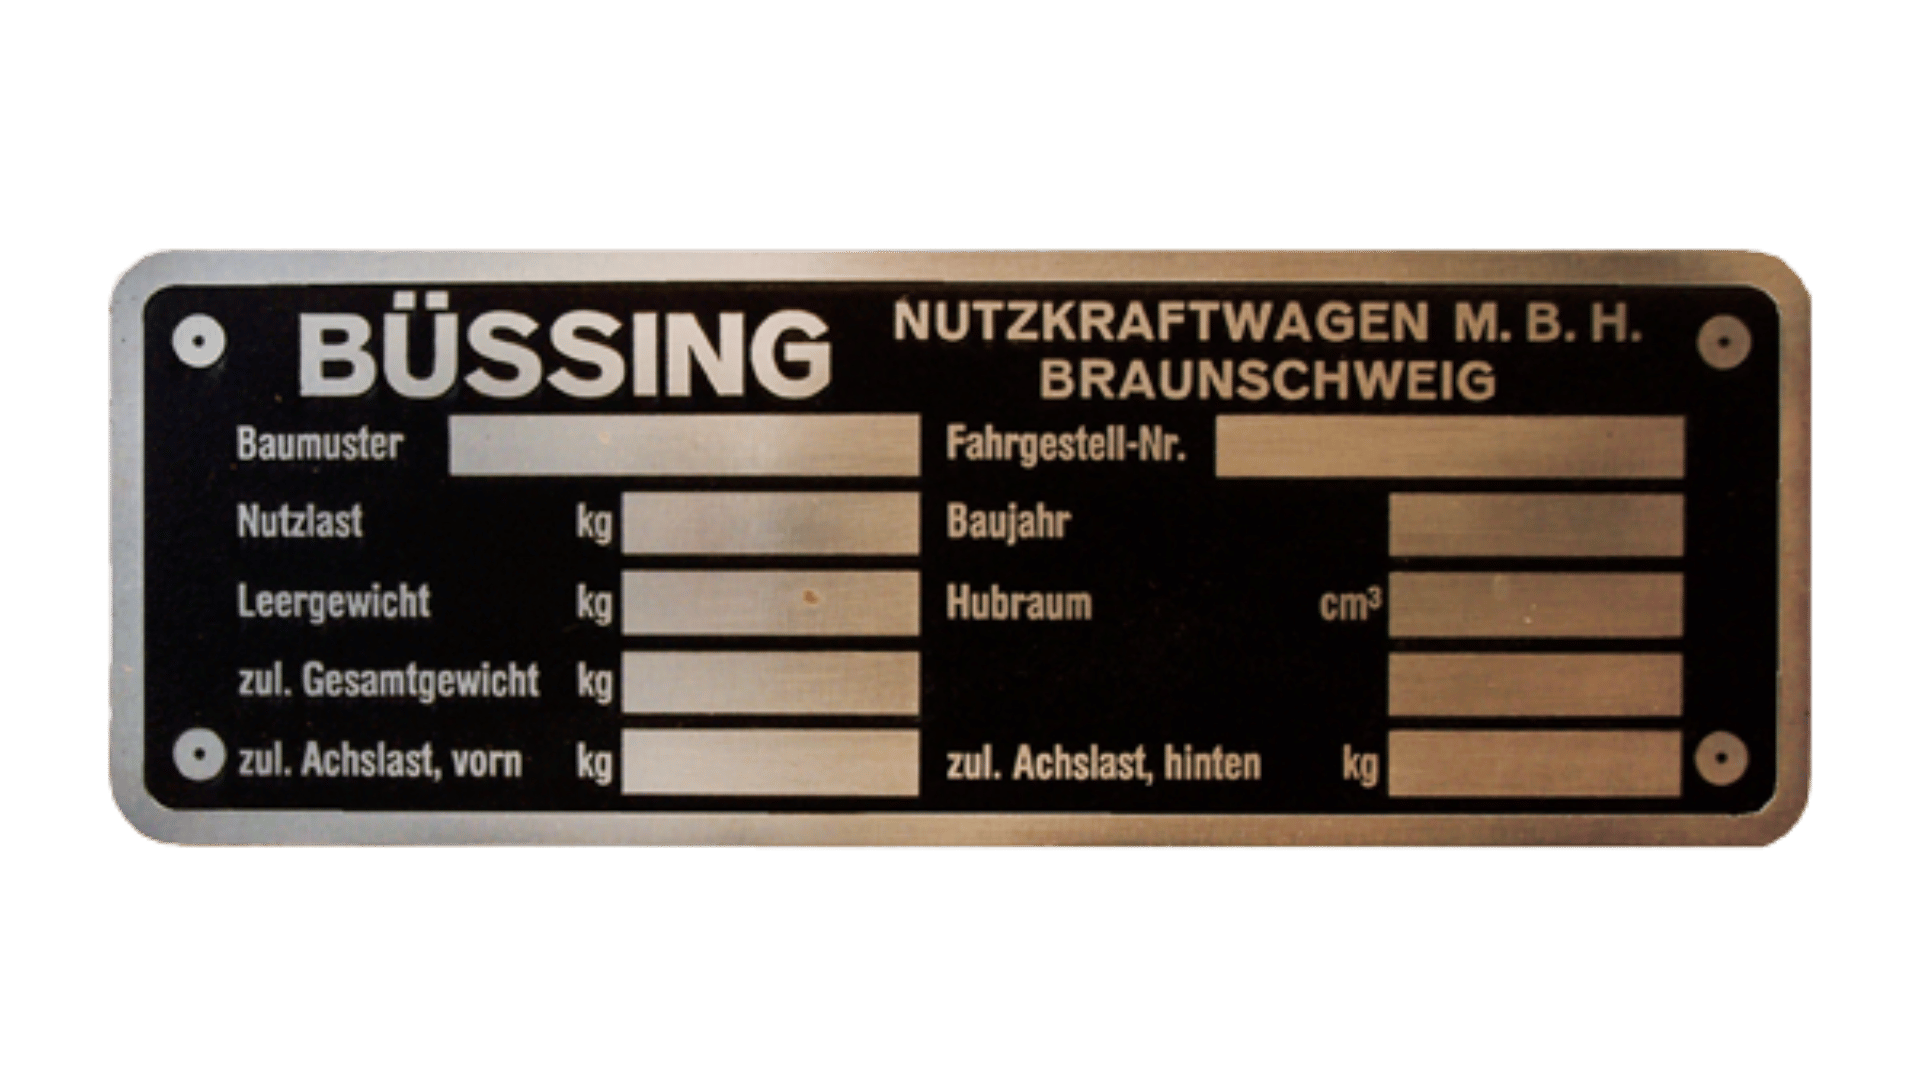 BÜSSING NUTZKRAFTWAGEN M. B. H.
BRAUNSCHWEIG
Baumuster Fahrgestell-Nr.
Nutzlast kg Baujahr
Leergewicht kg Hubraum cm³
zul. Gesamtgewicht kg
zul. Achslast, vorn kg zul. Achslast, hinten kg